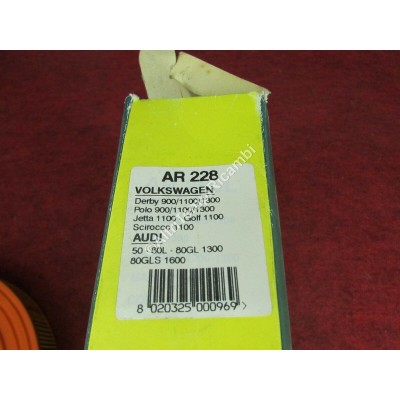 AR 228
VOLKSWAGEN
Derby 900/1100/1300
Polo 900/1100/1300
Jetta 1100 - Golf 1100
Scirocco 1100
AUDI
50 - 80L - 80GL 1300
80GLS 1600
8 020325 000969 >